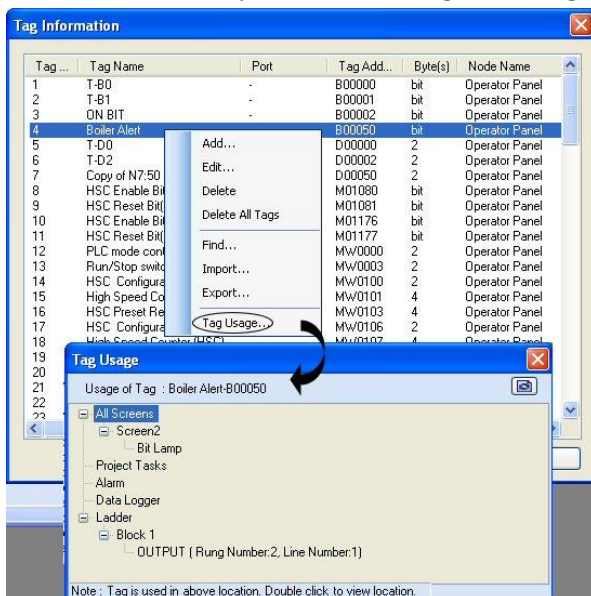 Tag Information
Tag ... Tag Name Port Tag Add... Byte(s) Node Name
1 T-B0 - B00000 bit Operator Panel
2 T-B1 - B00001 bit Operator Panel
3 ON BIT - B00002 bit Operator Panel
4 Boiler Alert B00050 bit Operator Panel
5 T-D0 D00000 2 Operator Panel
6 T-D2 D00002 2 Operator Panel
7 Copy of N7:50 D00050 2 Operator Panel
8 HSC Enable Bi M01080 bit Operator Panel
9 HSC Reset Bit( M01081 bit Operator Panel
10 HSC Enable Bi M01176 bit Operator Panel
11 HSC Reset Bit( M01177 bit Operator Panel
12 PLC mode con MW0000 2 Operator Panel
13 Run/Stop switc MW0003 2 Operator Panel
14 HSC Configura MW0100 2 Operator Panel
15 High Speed Co MW0101 4 Operator Panel
16 HSC Preset Re MW0103 4 Operator Panel
17 HSC Configura MW0106 2 Operator Panel
18 High Speed Counter (HSC) MW0107 4 Operator Panel
19
20
21
22
23
Add...
Edit...
Delete
Delete All Tags
Find...
Import...
Export...
Tag Usage...
Tag Usage
Usage of Tag : Boiler Alert-B00050
All Screens
Screen2
Bit Lamp
Project Tasks
Alarm
Data Logger
Ladder
Block 1
OUTPUT ( Rung Number:2, Line Number:1)
Note : Tag is used in above location. Double click to view location.